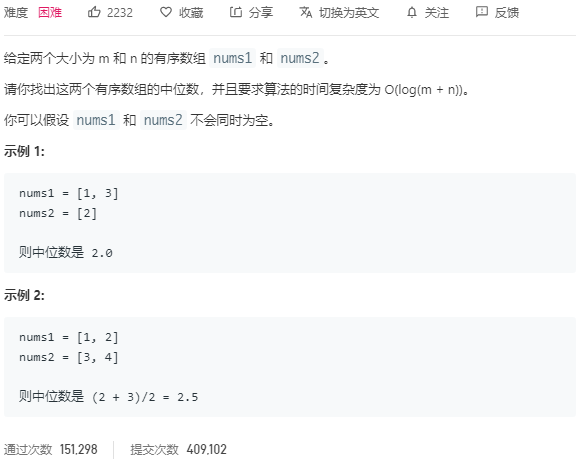 难度 困难 2232 收藏 分享 切换为英文 关注 反馈
给定两个大小为 m 和 n 的有序数组 nums1 和 nums2。
请你找出这两个有序数组的中位数，并且要求算法的时间复杂度为 O(log(m + n))。
你可以假设 nums1 和 nums2 不会同时为空。
示例 1:
nums1 = [1, 3]
nums2 = [2]
则中位数是 2.0
示例 2:
nums1 = [1, 2]
nums2 = [3, 4]
则中位数是 (2 + 3)/2 = 2.5
通过次数 151,298 提交次数 409,102